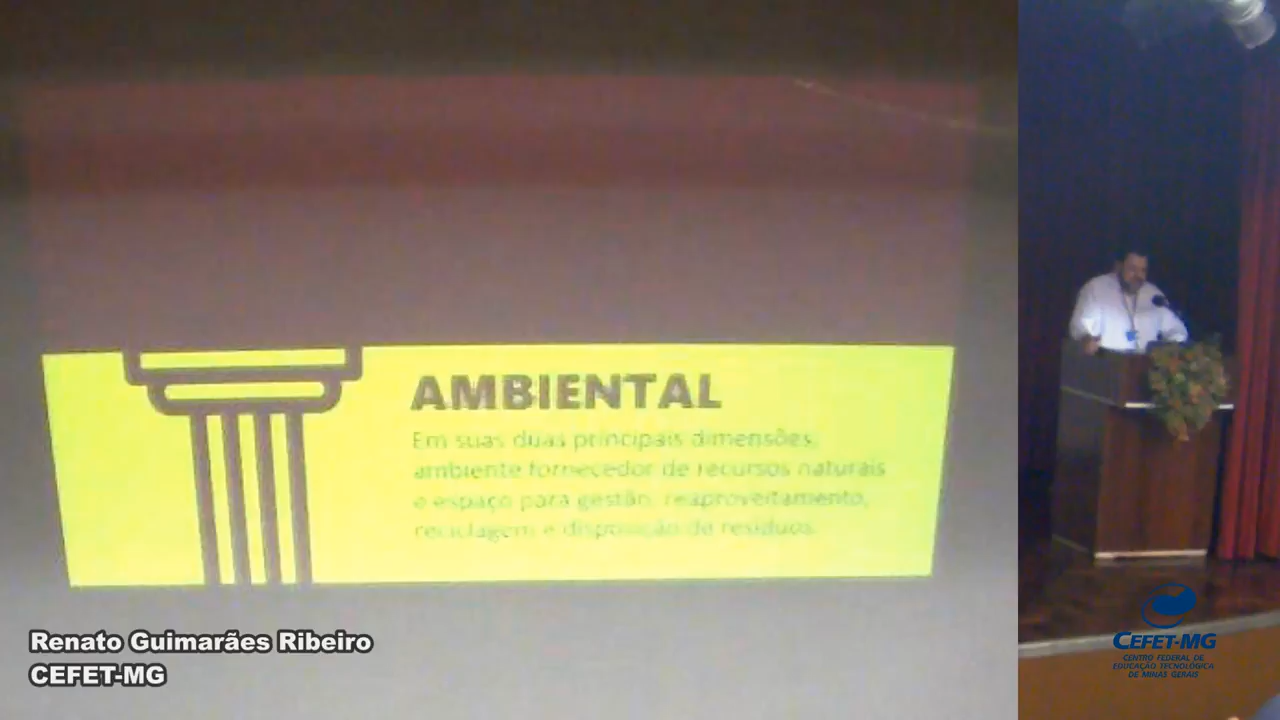 AMBIENTAL
Em suas duas principais dimensões,
ambiente fornecedor de recursos naturais
e espaço para gestão, reaproveitamento,
reciclagem e disposição de resíduos.
Renato Guimarães Ribeiro
CEFET-MG
CEFET-MG
CENTRO FEDERAL DE
EDUCAÇÃO TECNOLÓGICA
DE MINAS GERAIS